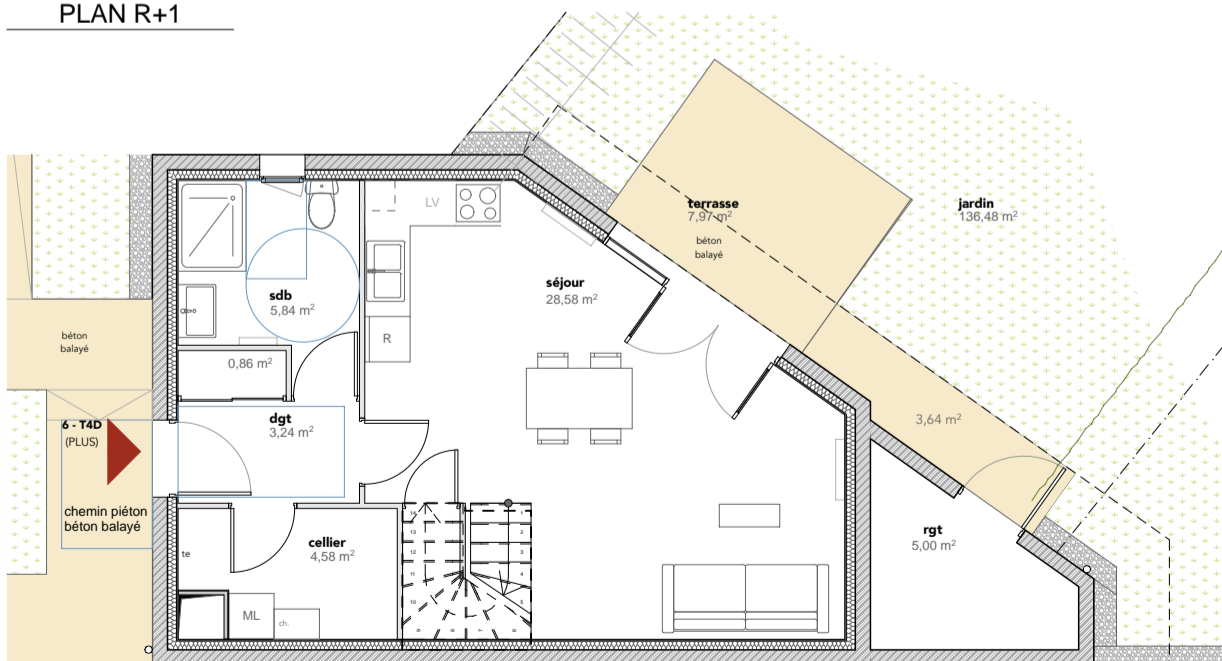 PLAN R+1
terrasse
7,97 m²
béton
balayé
jardin
136,48 m²
LV
séjour
28,58 m²
sdb
5,84 m²
R
béton
balayé
0,86 m²
dgt
3,24 m²
3,64 m²
6 - T4D
(PLUS)
chemin piéton
béton balayé
rgt
5,00 m²
cellier
4,58 m²
te
ML
ch.
14
13
12
11
10
9
8
7
6
5
4
3
2
1